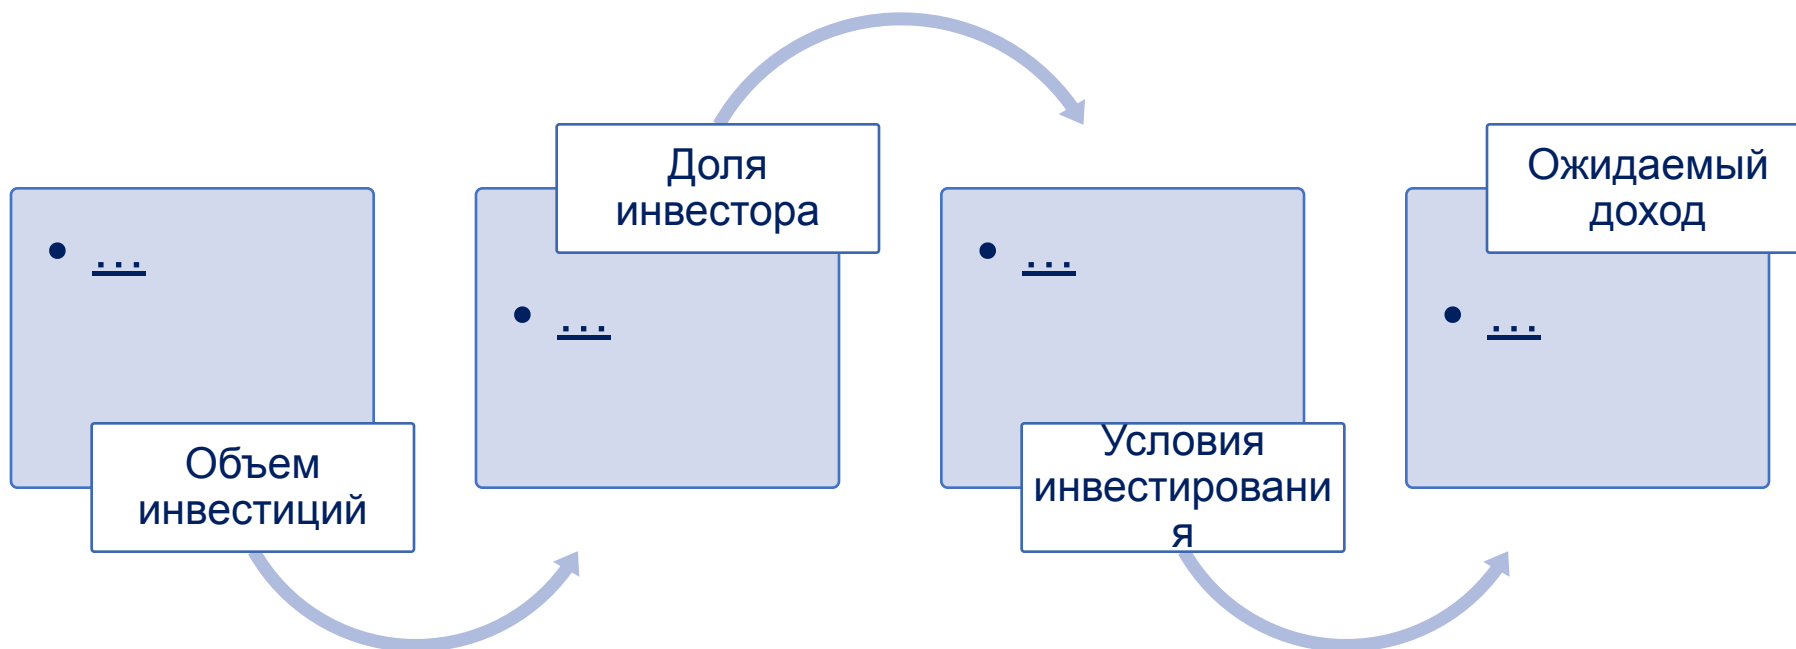 • ...
Объем
инвестиций
Доля
инвестора
• ...
• ...
Условия
инвестировани
я
Ожидаемый
доход
• ...